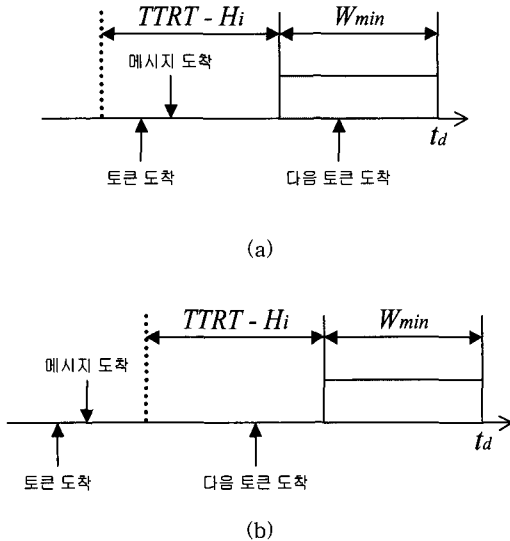 TTRT - Hi
Wmin
메시지 도착
td
토큰 도착
다음 토큰 도착
(a)
TTRT - Hi
Wmin
메시지 도착
td
토큰 도착
다음 토큰 도착
(b)